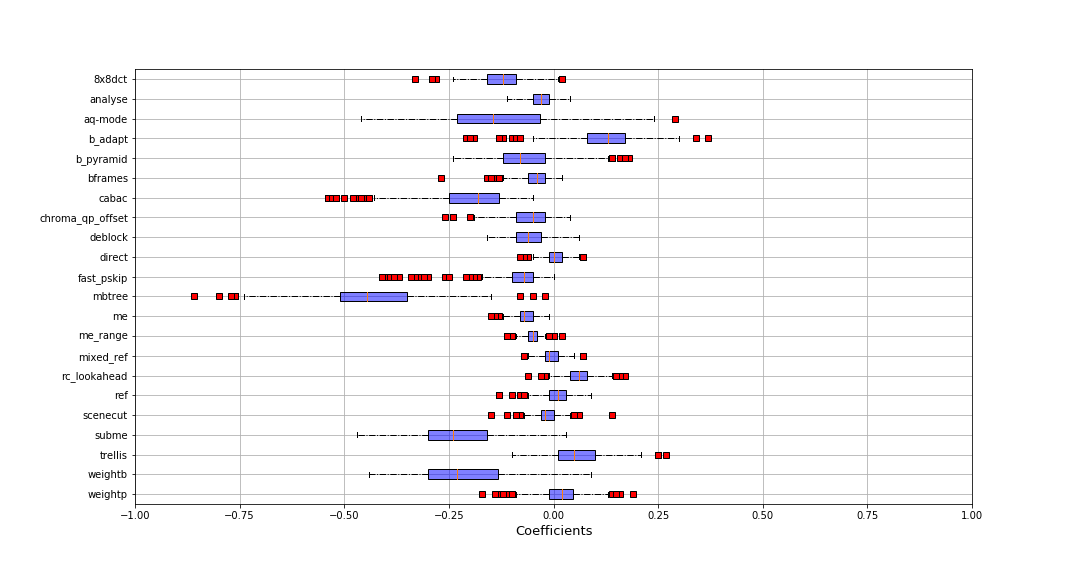 8x8dct
analyse
aq-mode
b_adapt
b_pyramid
bframes
cabac
chroma_qp_offset
deblock
direct
fast_pskip
mbtree
me
me_range
mixed_ref
rc_lookahead
ref
scenecut
subme
trellis
weightb
weightp
−1.00 −0.75 −0.50 −0.25 0.00 0.25 0.50 0.75 1.00
Coefficients